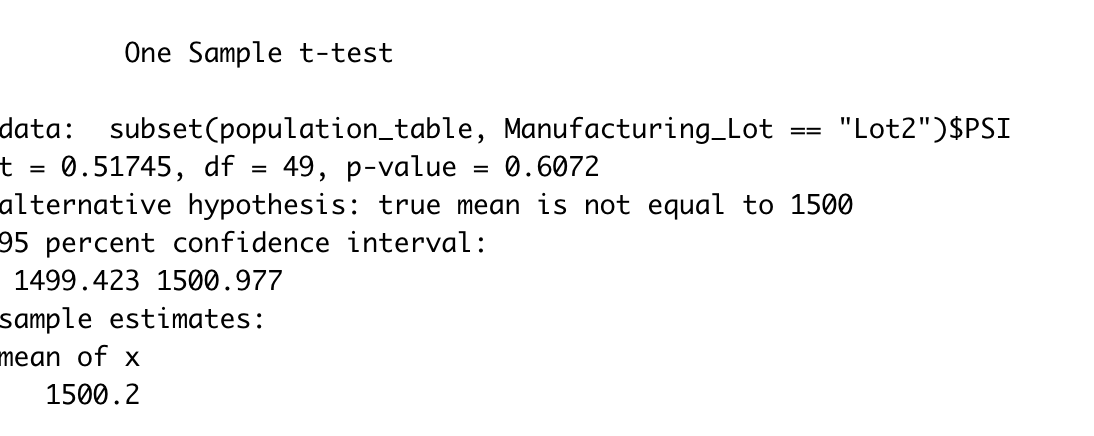 One Sample t-test
data:  subset(population_table, Manufacturing_Lot == "Lot2")$PSI
t = 0.51745, df = 49, p-value = 0.6072
alternative hypothesis: true mean is not equal to 1500
95 percent confidence interval:
1499.423 1500.977
sample estimates:
mean of x
1500.2